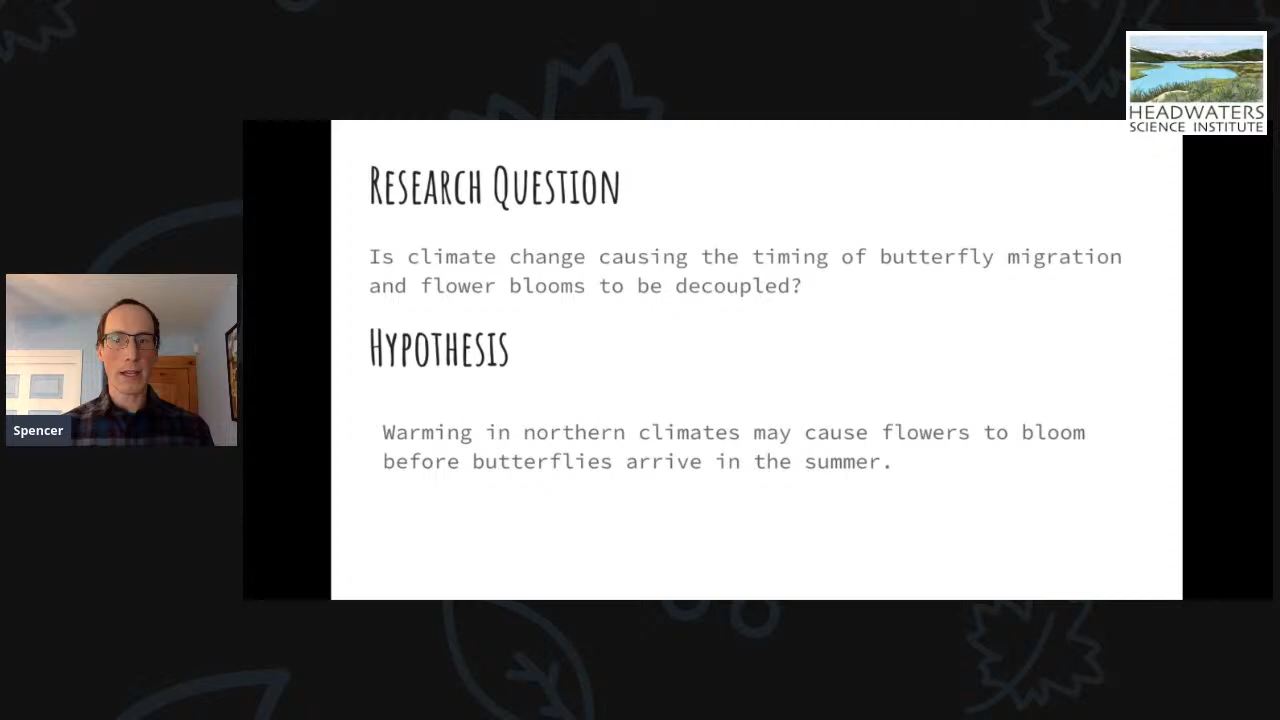 HEADWATERS
SCIENCE INSTITUTE
Research Question
Is climate change causing the timing of butterfly migration
and flower blooms to be decoupled?
Hypothesis
Warming in northern climates may cause flowers to bloom
before butterflies arrive in the summer.
Spencer